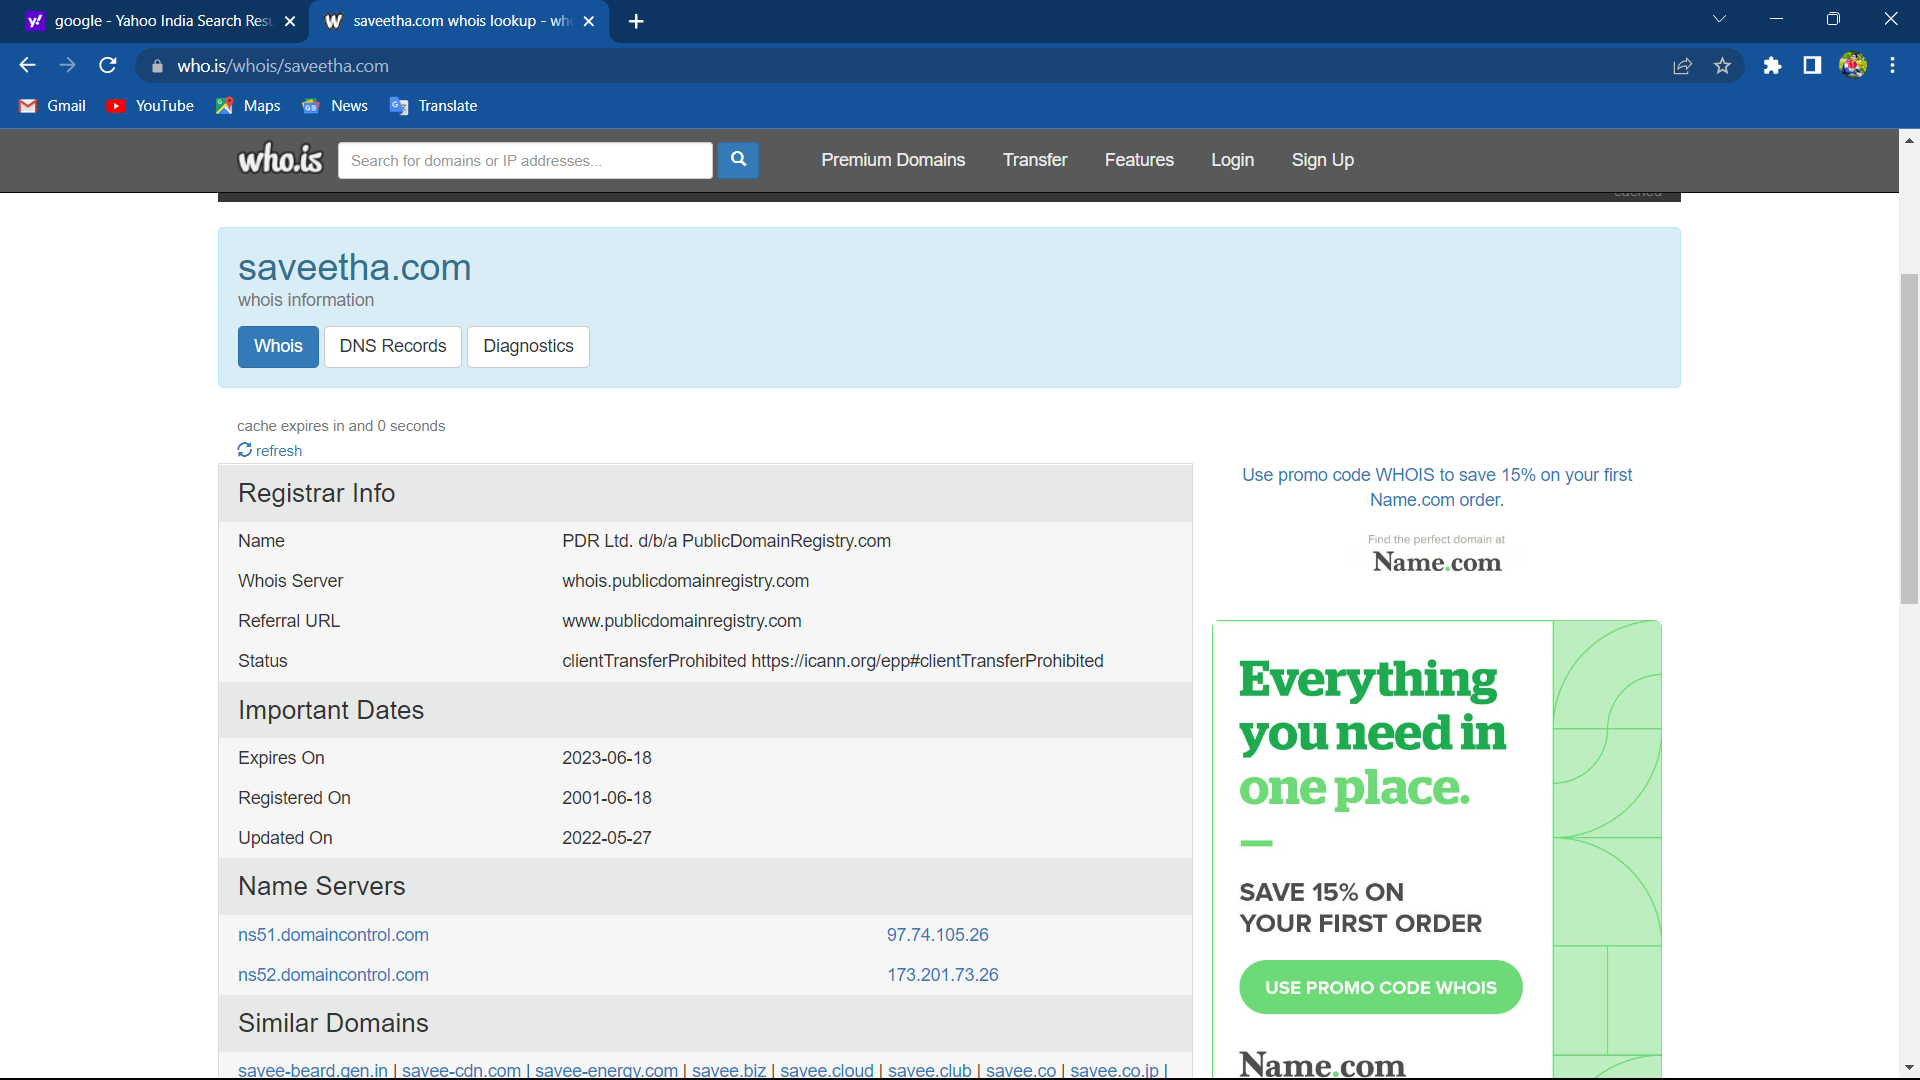 google - Yahoo India Search Resu
saveetha.com whois lookup - who
who.is/whois/saveetha.com
Gmail YouTube Maps News Translate
who.is Search for domains or IP addresses... Premium Domains Transfer Features Login Sign Up
cached
saveetha.com
whois information
Whois DNS Records Diagnostics
cache expires in and 0 seconds
refresh
Registrar Info
Name PDR Ltd. d/b/a PublicDomainRegistry.com
Whois Server whois.publicdomainregistry.com
Referral URL www.publicdomainregistry.com
Status clientTransferProhibited https://icann.org/epp#clientTransferProhibited
Important Dates
Expires On 2023-06-18
Registered On 2001-06-18
Updated On 2022-05-27
Name Servers
ns51.domaincontrol.com 97.74.105.26
ns52.domaincontrol.com 173.201.73.26
Similar Domains
savee-beard.gen.in | savee-cdn.com | savee-energy.com | savee.biz | savee.cloud | savee.club | savee.co | savee.co.jp |
Use promo code WHOIS to save 15% on your first
Name.com order.
Find the perfect domain at
Name.com
Everything
you need in
one place.
SAVE 15% ON
YOUR FIRST ORDER
USE PROMO CODE WHOIS
Name.com